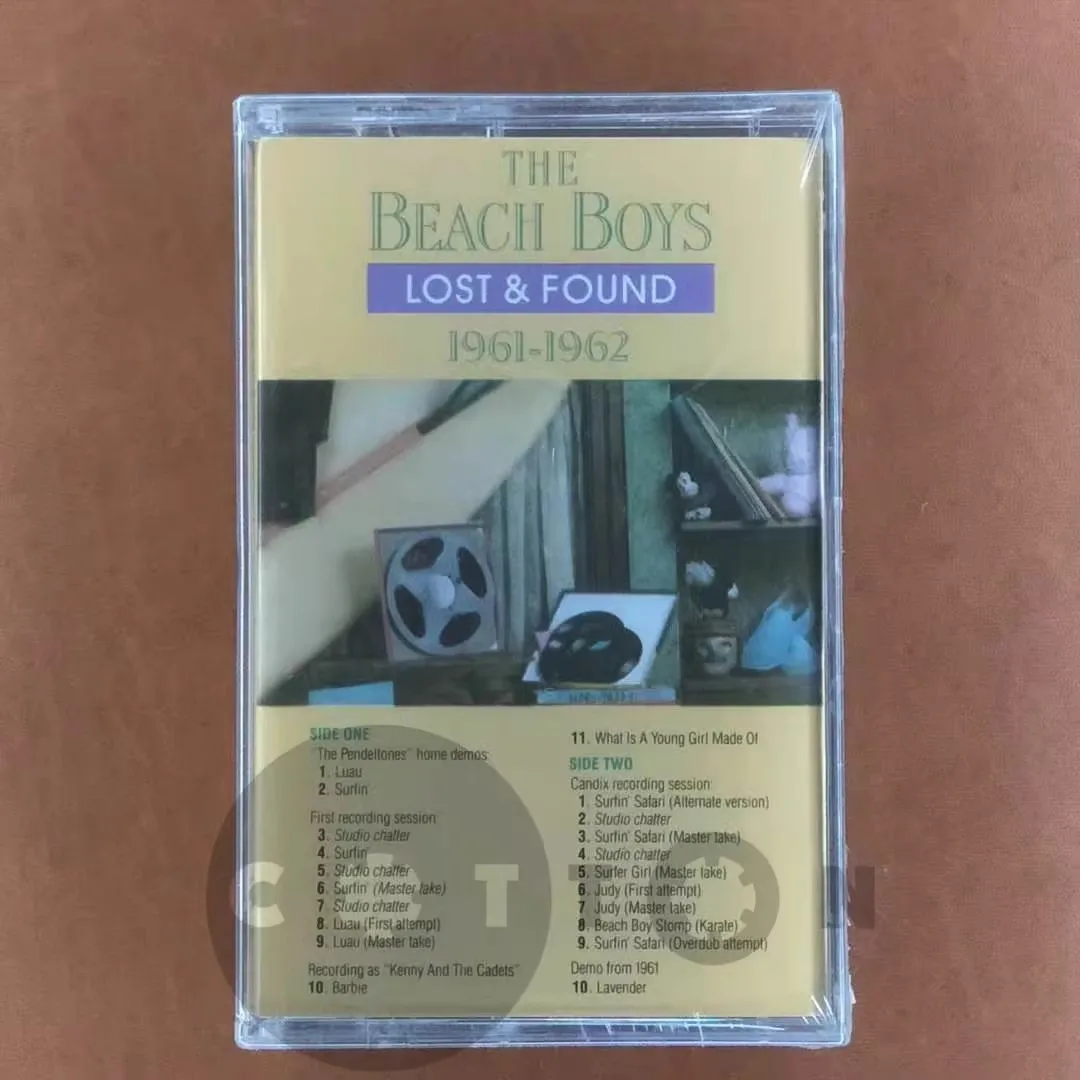 THE
BEACH BOYS
LOST & FOUND
1961-1962
SIDE ONE
"The Pendeltones" home demos:
1. Luau
2. Surfin'
First recording session:
3. Studio chatter
4. Surfin'
5. Studio chatter
6. Surfin' (Master take)
7. Studio chatter
8. Luau (First attempt)
9. Luau (Master take)
Recording as "Kenny And The Cadets"
10. Barbie
11. What Is A Young Girl Made Of
SIDE TWO
Candix recording session:
1. Surfin' Safari (Alternate version)
2. Studio chatter
3. Surfin' Safari (Master take)
4. Studio chatter
5. Surfer Girl (Master take)
6. Judy (First attempt)
7. Judy (Master take)
8. Beach Boy Stomp (Karate)
9. Surfin' Safari (Overdub attempt)
Demo from 1961
10. Lavender
COTTON